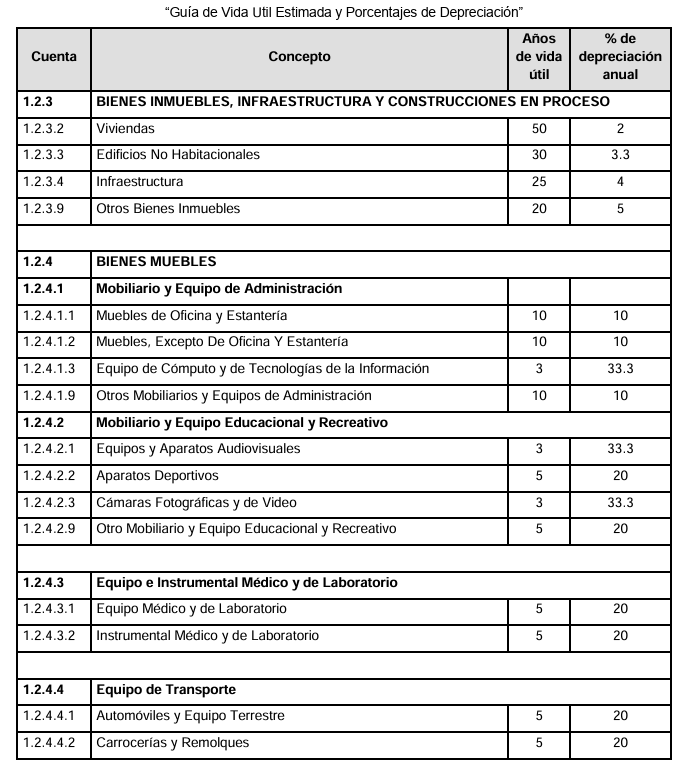 “Guía de Vida Util Estimada y Porcentajes de Depreciación”
Cuenta Concepto Años de vida útil % de depreciación anual
1.2.3 BIENES INMUEBLES, INFRAESTRUCTURA Y CONSTRUCCIONES EN PROCESO
1.2.3.2 Viviendas 50 2
1.2.3.3 Edificios No Habitacionales 30 3.3
1.2.3.4 Infraestructura 25 4
1.2.3.9 Otros Bienes Inmuebles 20 5
1.2.4 BIENES MUEBLES
1.2.4.1 Mobiliario y Equipo de Administración
1.2.4.1.1 Muebles de Oficina y Estantería 10 10
1.2.4.1.2 Muebles, Excepto De Oficina Y Estantería 10 10
1.2.4.1.3 Equipo de Cómputo y de Tecnologías de la Información 3 33.3
1.2.4.1.9 Otros Mobiliarios y Equipos de Administración 10 10
1.2.4.2 Mobiliario y Equipo Educacional y Recreativo
1.2.4.2.1 Equipos y Aparatos Audiovisuales 3 33.3
1.2.4.2.2 Aparatos Deportivos 5 20
1.2.4.2.3 Cámaras Fotográficas y de Video 3 33.3
1.2.4.2.9 Otro Mobiliario y Equipo Educacional y Recreativo 5 20
1.2.4.3 Equipo e Instrumental Médico y de Laboratorio
1.2.4.3.1 Equipo Médico y de Laboratorio 5 20
1.2.4.3.2 Instrumental Médico y de Laboratorio 5 20
1.2.4.4 Equipo de Transporte
1.2.4.4.1 Automóviles y Equipo Terrestre 5 20
1.2.4.4.2 Carrocerías y Remolques 5 20